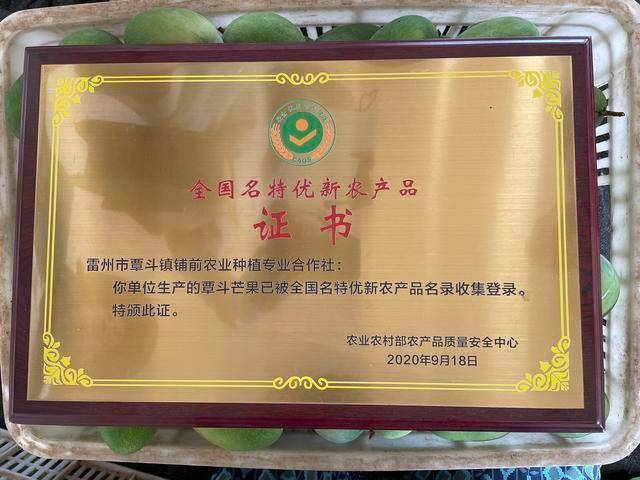 CAQS
全国名特优新农产品
证书
雷州市覃斗镇铺前农业种植专业合作社：
你单位生产的覃斗芒果已被全国名特优新农产品名录收集登录。
特颁此证。
农业农村部农产品质量安全中心
2020年9月18日